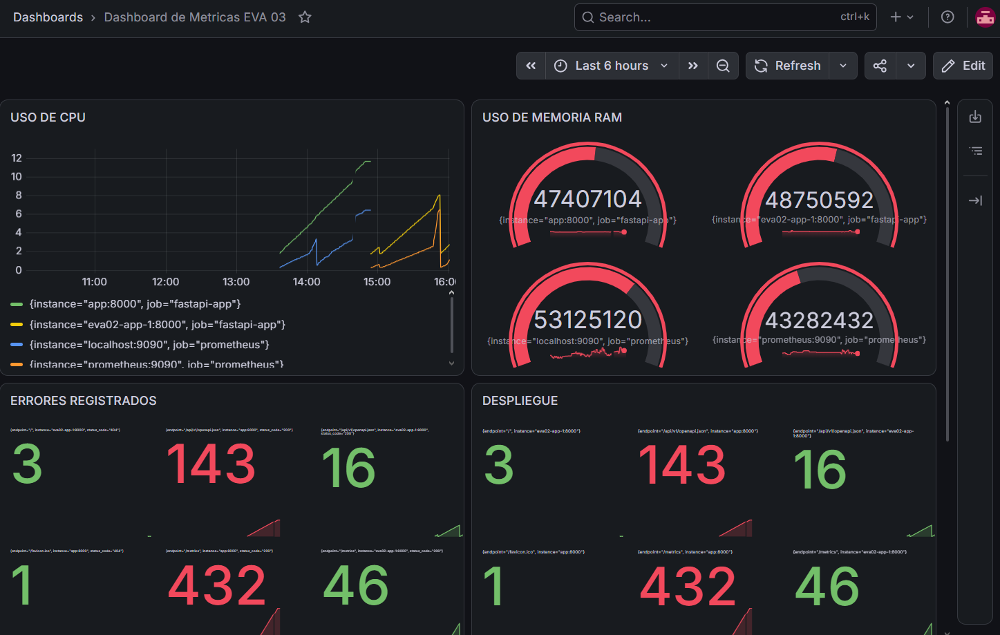 Dashboards › Dashboard de Metricas EVA 03
Search...
ctrl+k
Last 6 hours
Refresh
Edit
USO DE CPU
12
10
8
6
4
2
0
11:00
12:00
13:00
14:00
15:00
16:0
{instance="app:8000", job="fastapi-app"}
{instance="eva02-app-1:8000", job="fastapi-app"}
{instance="localhost:9090", job="prometheus"}
{instance="prometheus:9090", job="prometheus"}
USO DE MEMORIA RAM
47407104
{instance="app:8000", job="fastapi-app"}
48750592
{instance="eva02-app-1:8000", job="fastapi-app"}
53125120
{instance="localhost:9090", job="prometheus"}
43282432
{instance="prometheus:9090", job="prometheus"}
ERRORES REGISTRADOS
{endpoint="/", instance="eva02-app-1:8000", status_code="404"}
3
{endpoint="/api/v1/openapi.json", instance="app:8000", status_code="200"}
143
{endpoint="/api/v1/openapi.json", instance="eva02-app-1:8000",
status_code="200"}
16
{endpoint="/favicon.ico", instance="app:8000", status_code="404"}
1
{endpoint="/metrics", instance="app:8000", status_code="200"}
432
{endpoint="/metrics", instance="eva02-app-1:8000", status_code="200"}
46
DESPLIEGUE
{endpoint="/", instance="eva02-app-1:8000"}
3
{endpoint="/api/v1/openapi.json", instance="app:8000"}
143
{endpoint="/api/v1/openapi.json", instance="eva02-app-
1:8000"}
16
{endpoint="/favicon.ico", instance="app:8000"}
1
{endpoint="/metrics", instance="app:8000"}
432
{endpoint="/metrics", instance="eva02-app-1:8000"}
46